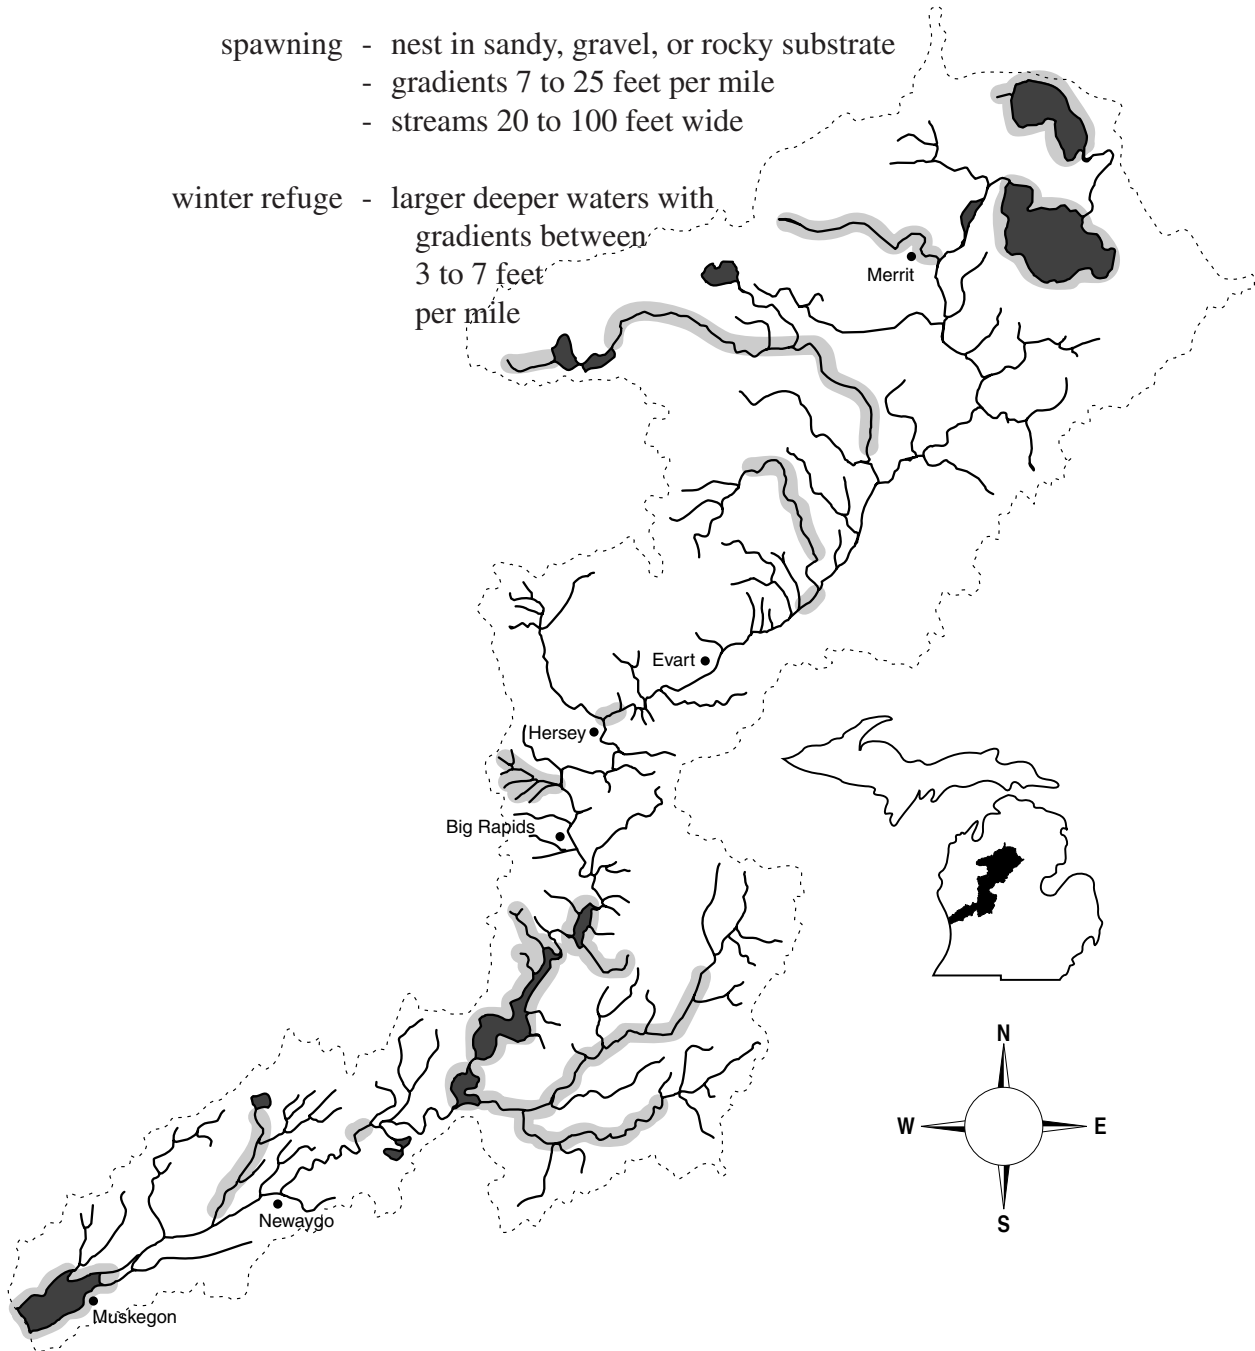 spawning - nest in sandy, gravel, or rocky substrate
- gradients 7 to 25 feet per mile
- streams 20 to 100 feet wide
winter refuge - larger deeper waters with
gradients between
3 to 7 feet
per mile
Merrit
Evart
Hersey
Big Rapids
Newaygo
Muskegon
N
W E
S